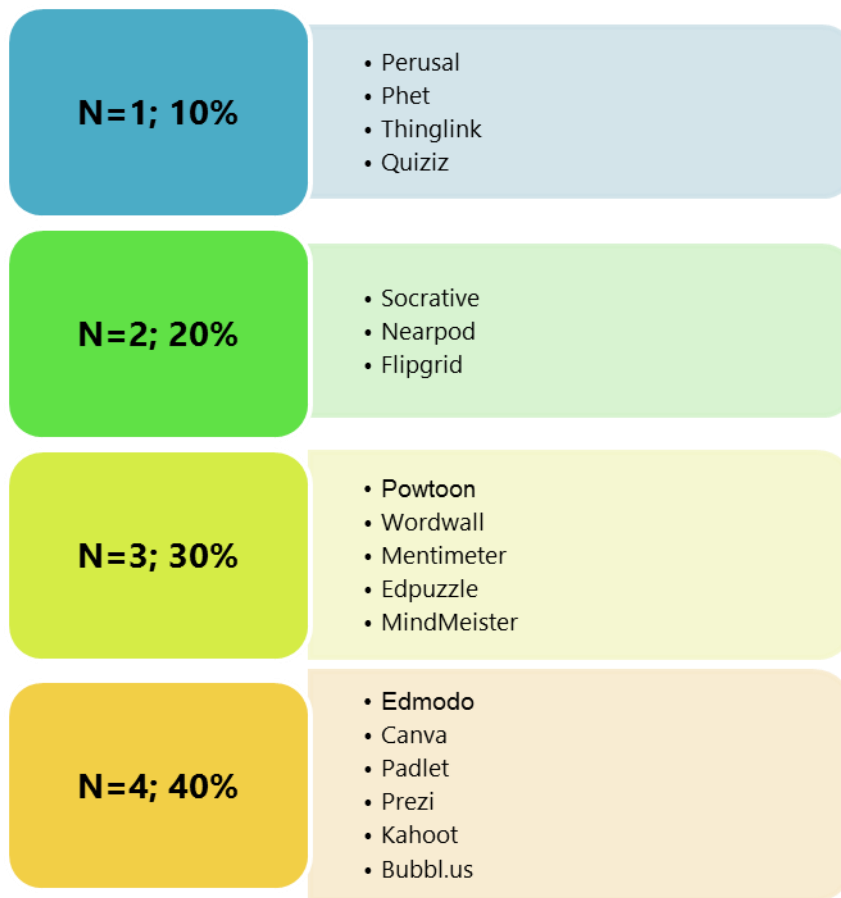 N=1; 10%
• Perusal
• Phet
• Thinglink
• Quiziz
N=2; 20%
• Socrative
• Nearpod
• Flipgrid
N=3; 30%
• Powtoon
• Wordwall
• Mentimeter
• Edpuzzle
• MindMeister
N=4; 40%
• Edmodo
• Canva
• Padlet
• Prezi
• Kahoot
• Bubbl.us